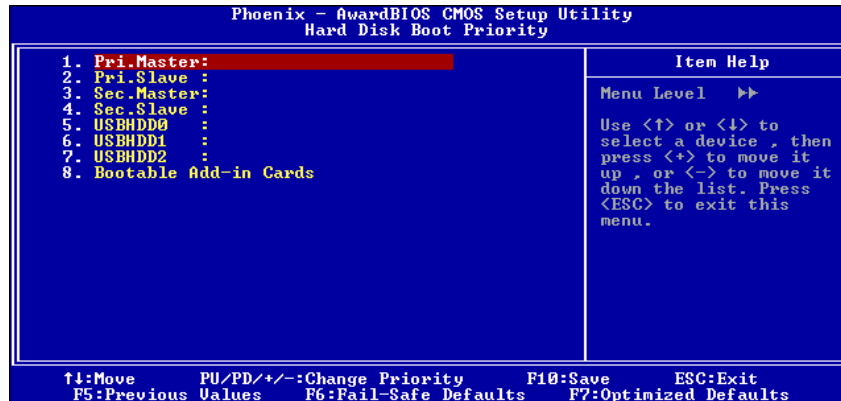 Phoenix - AwardBIOS CMOS Setup Utility
Hard Disk Boot Priority
1. Pri.Master:
2. Pri.Slave :
3. Sec.Master:
4. Sec.Slave :
5. USBHDD0 :
6. USBHDD1 :
7. USBHDD2 :
8. Bootable Add-in Cards
Item Help
Menu Level ▶▶
Use <↑> or <↓> to
select a device , then
press <+> to move it
up , or <-> to move it
down the list. Press
<ESC> to exit this
menu.
↑↓:Move PU/PD/+/-:Change Priority F10:Save ESC:Exit
F5:Previous Values F6:Fail-Safe Defaults F7:Optimized Defaults